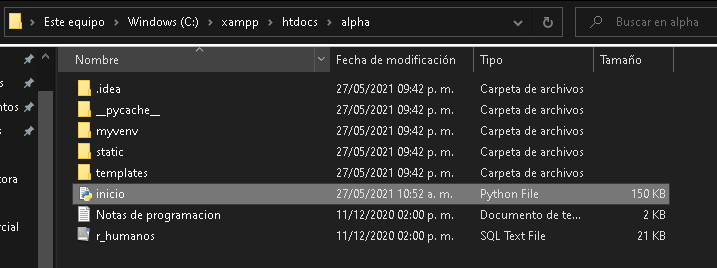 Este equipo > Windows (C:) > xampp > htdocs > alpha
Buscar en alpha
Nombre Fecha de modificación Tipo Tamaño
.idea 27/05/2021 09:42 p. m. Carpeta de archivos
__pycache__ 27/05/2021 09:42 p. m. Carpeta de archivos
myvenv 27/05/2021 09:42 p. m. Carpeta de archivos
static 27/05/2021 09:42 p. m. Carpeta de archivos
templates 27/05/2021 09:42 p. m. Carpeta de archivos
inicio 27/05/2021 10:52 a. m. Python File 150 KB
Notas de programacion 11/12/2020 02:00 p. m. Documento de te... 2 KB
r_humanos 11/12/2020 02:00 p. m. SQL Text File 21 KB
s
ntos
s
tora
rcial